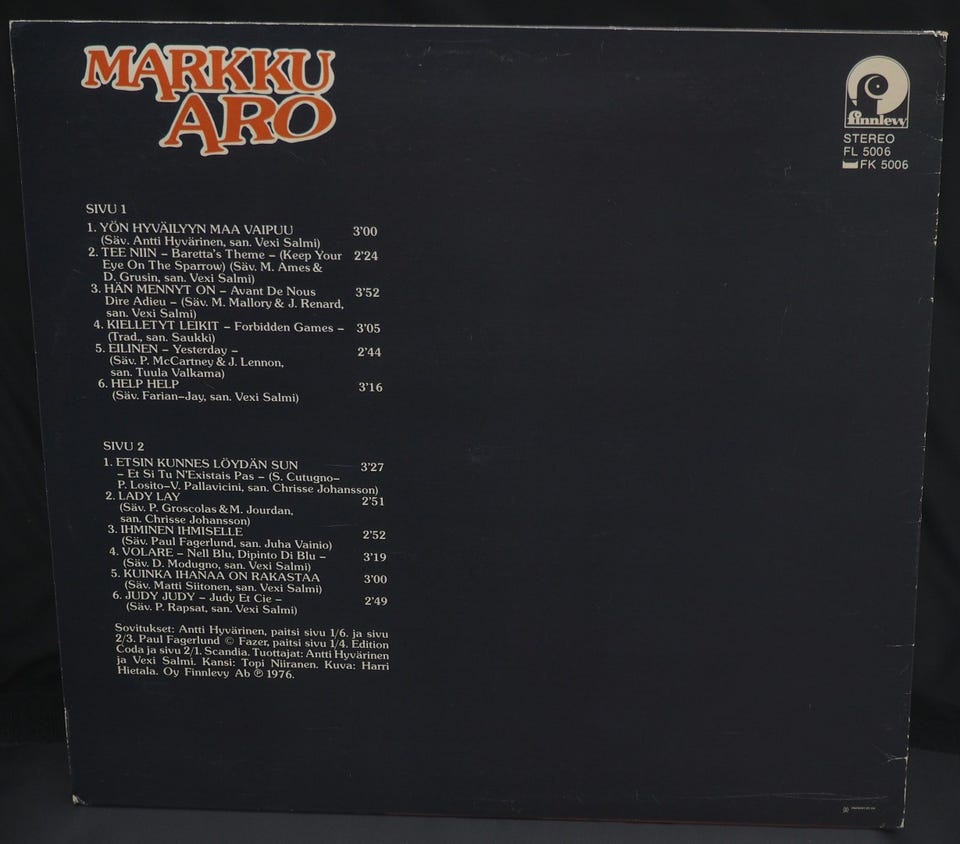 MARKKU
ARO
finnlevy
STEREO
FL 5006
FK 5006
SIVU 1
1. YÖN HYVÄILYYN MAA VAIPUU 3'00
(Säv. Antti Hyvärinen, san. Vexi Salmi)
2. TEE NIIN – Baretta's Theme – (Keep Your 2'24
Eye On The Sparrow) (Säv. M. Ames &
D. Grusin, san. Vexi Salmi)
3. HÄN MENNYT ON – Avant De Nous 3'52
Dire Adieu – (Säv. M. Mallory & J. Renard,
san. Vexi Salmi)
4. KIELLETYT LEIKIT – Forbidden Games – 3'05
(Trad., san. Saukki)
5. EILINEN – Yesterday – 2'44
(Säv. P. McCartney & J. Lennon,
san. Tuula Valkama)
6. HELP HELP 3'16
(Säv. Farian–Jay, san. Vexi Salmi)
SIVU 2
1. ETSIN KUNNES LÖYDÄN SUN 3'27
– Et Si Tu N'Existais Pas – (S. Cutugno–
P. Losito–V. Pallavicini, san. Chrisse Johansson)
2. LADY LAY 2'51
(Säv. P. Groscolas & M. Jourdan,
san. Chrisse Johansson)
3. IHMINEN IHMISELLE 2'52
(Säv. Paul Fagerlund, san. Juha Vainio)
4. VOLARE – Nell Blu, Dipinto Di Blu – 3'19
(Säv. D. Modugno, san. Vexi Salmi)
5. KUINKA IHANAA ON RAKASTAA 3'00
(Säv. Matti Siitonen, san. Vexi Salmi)
6. JUDY JUDY – Judy Et Cie – 2'49
(Säv. P. Rapsat, san. Vexi Salmi)
Sovitukset: Antti Hyvärinen, paitsi sivu 1/6. ja sivu
2/3. Paul Fagerlund © Fazer, paitsi sivu 1/4. Edition
Coda ja sivu 2/1. Scandia. Tuottajat: Antti Hyvärinen
ja Vexi Salmi. Kansi: Topi Niiranen. Kuva: Harri
Hietala. Oy Finnlevy Ab ℗ 1976.